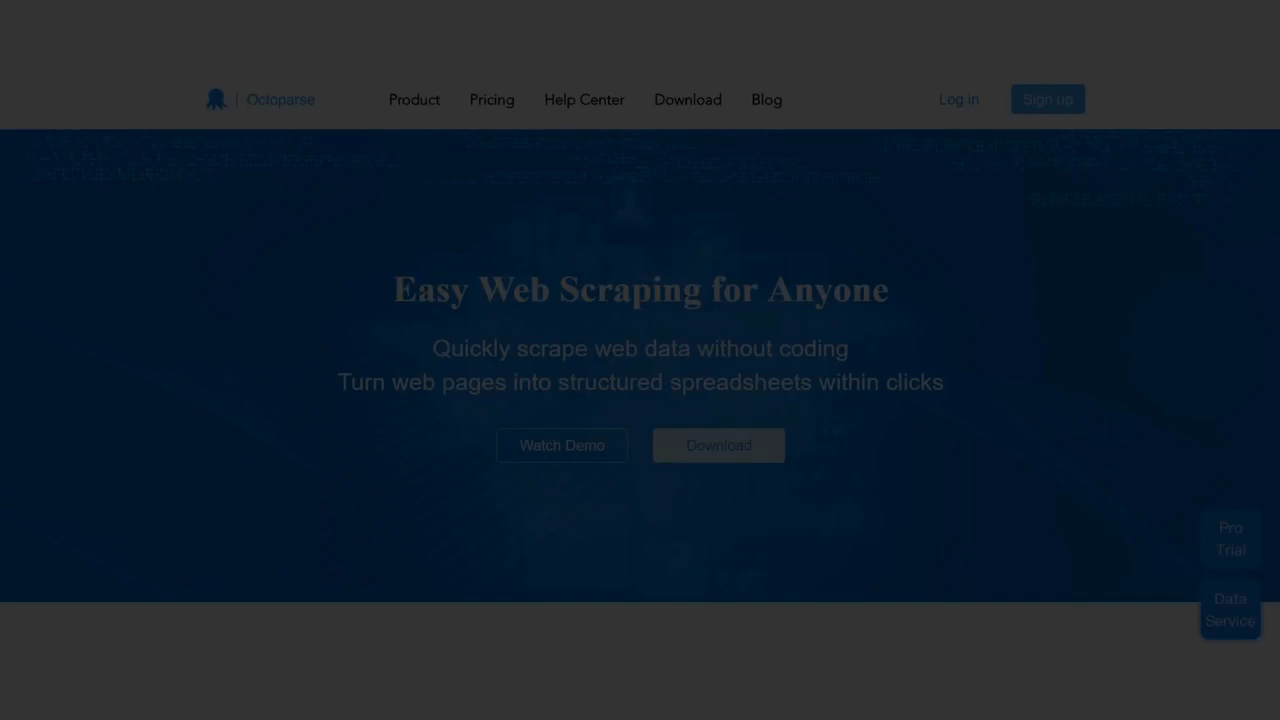 Octoparse
Product
Pricing
Help Center
Download
Blog
Log in
Sign up
Easy Web Scraping for Anyone
Quickly scrape web data without coding
Turn web pages into structured spreadsheets within clicks
Watch Demo
Download
Pro
Trial
Data
Service